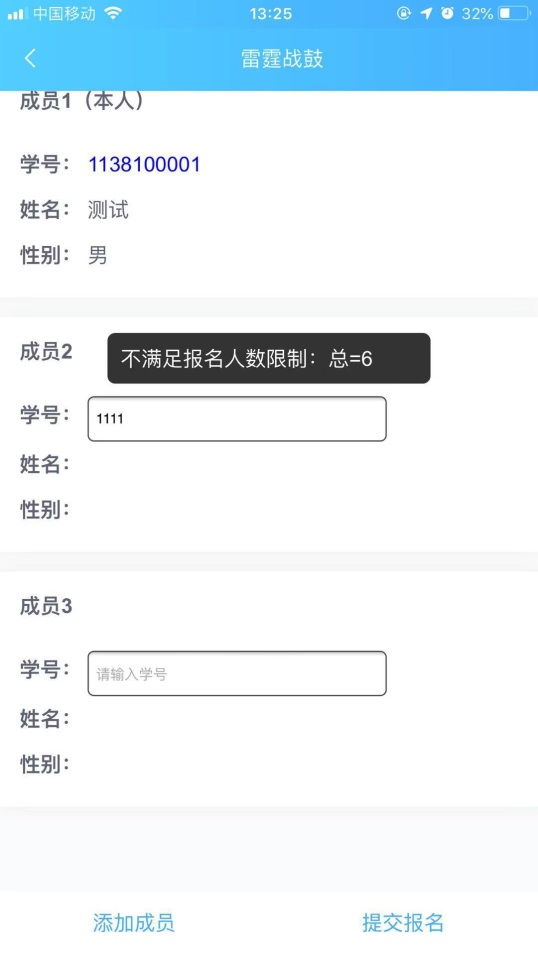 中国移动 13:25 32%
雷霆战鼓
成员1（本人）
学号： 1138100001
姓名： 测试
性别： 男
成员2
不满足报名人数限制：总=6
学号： 1111
姓名：
性别：
成员3
学号： 请输入学号
姓名：
性别：
添加成员 提交报名